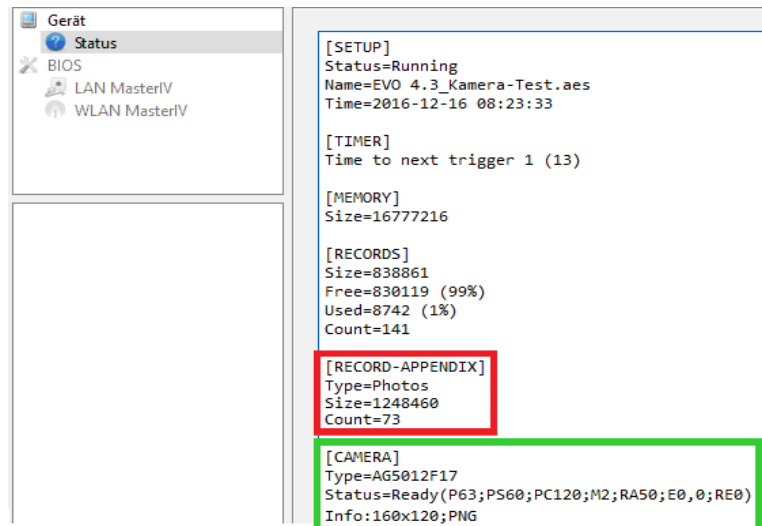 Gerät
Status
BIOS
LAN MasterIV
WLAN MasterIV
[SETUP]
Status=Running
Name=EVO 4.3_Kamera-Test.aes
Time=2016-12-16 08:23:33
[TIMER]
Time to next trigger 1 (13)
[MEMORY]
Size=16777216
[RECORDS]
Size=838861
Free=830119 (99%)
Used=8742 (1%)
Count=141
[RECORD-APPENDIX]
Type=Photos
Size=1248460
Count=73
[CAMERA]
Type=AG5012F17
Status=Ready(P63;PS60;PC120;M2;RA50;E0,0;RE0)
Info:160x120;PNG